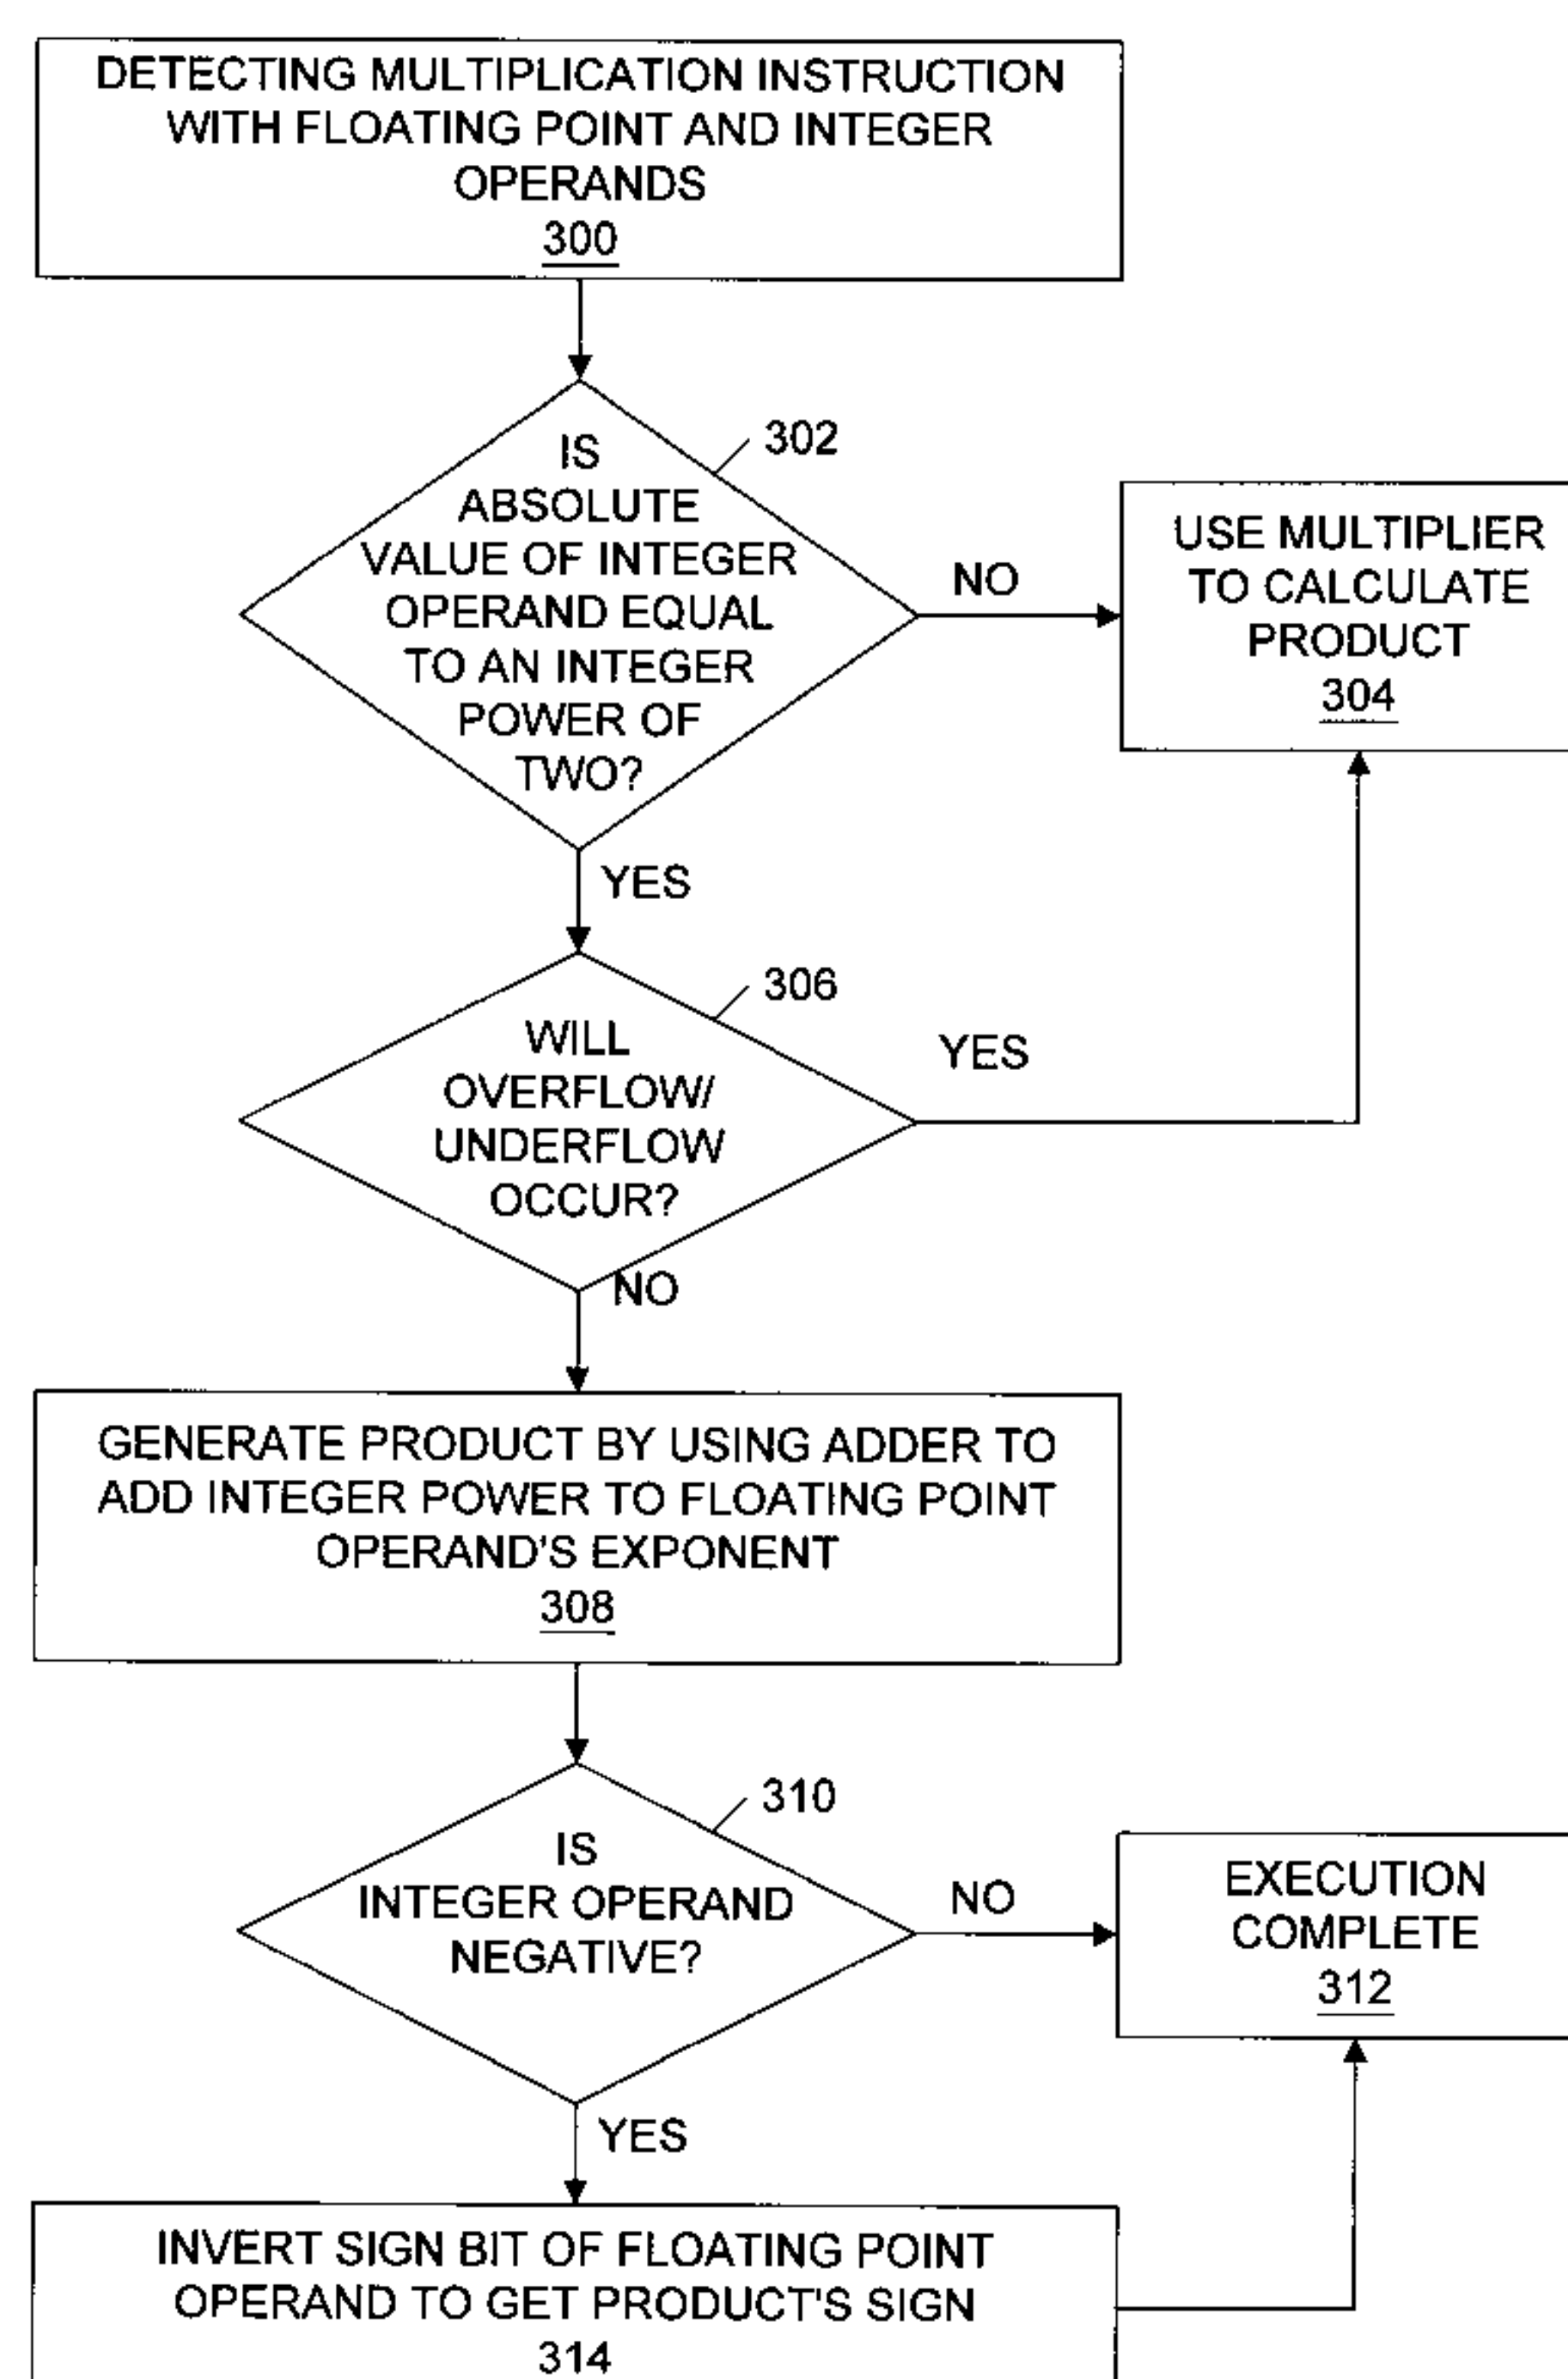 DETECTING MULTIPLICATION INSTRUCTION
WITH FLOATING POINT AND INTEGER
OPERANDS
300
302
IS
ABSOLUTE
VALUE OF INTEGER
OPERAND EQUAL
TO AN INTEGER
POWER OF
TWO?
NO
USE MULTIPLIER
TO CALCULATE
PRODUCT
304
YES
306
WILL
OVERFLOW/
UNDERFLOW
OCCUR?
YES
NO
GENERATE PRODUCT BY USING ADDER TO
ADD INTEGER POWER TO FLOATING POINT
OPERAND'S EXPONENT
308
310
IS
INTEGER OPERAND
NEGATIVE?
NO
EXECUTION
COMPLETE
312
YES
INVERT SIGN BIT OF FLOATING POINT
OPERAND TO GET PRODUCT'S SIGN
314